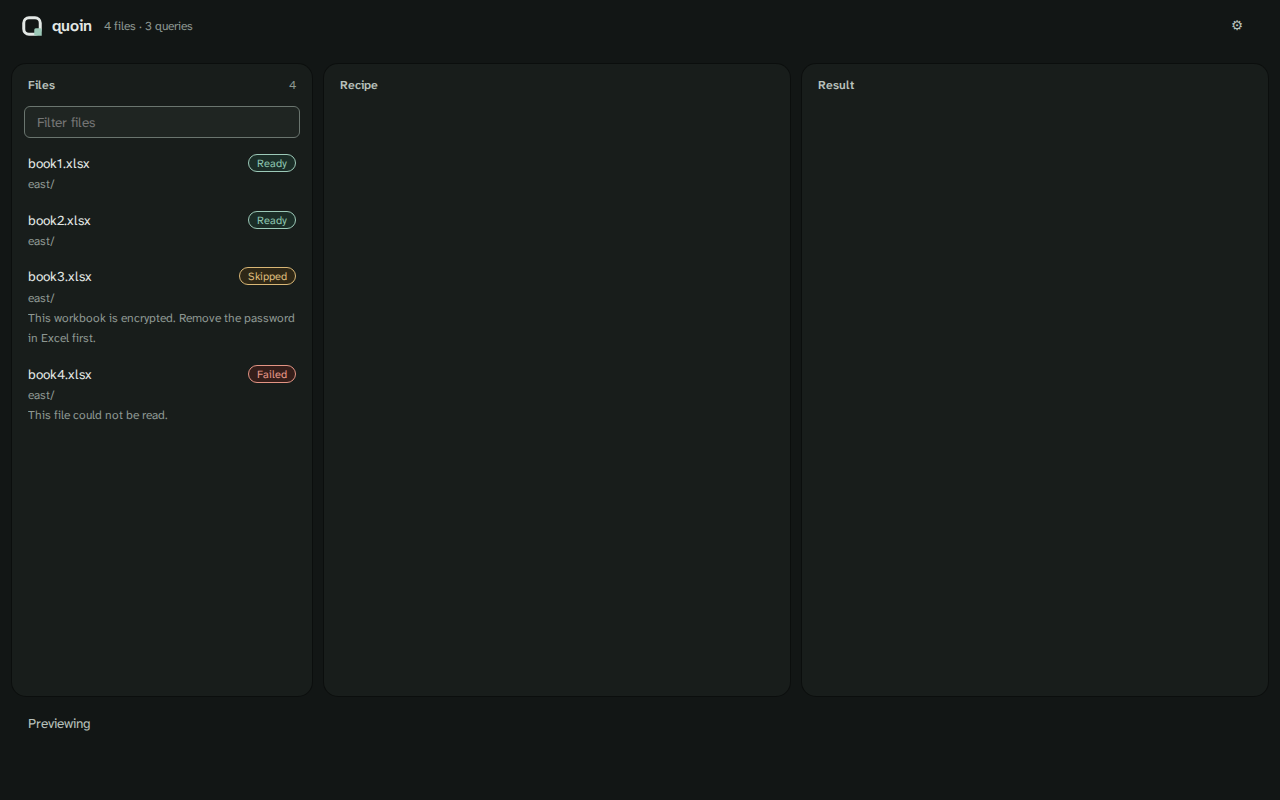 quoin 4 files · 3 queries
Files 4
Filter files
book1.xlsx Ready
east/
book2.xlsx Ready
east/
book3.xlsx Skipped
east/
This workbook is encrypted. Remove the password
in Excel first.
book4.xlsx Failed
east/
This file could not be read.
Recipe
Result
Previewing